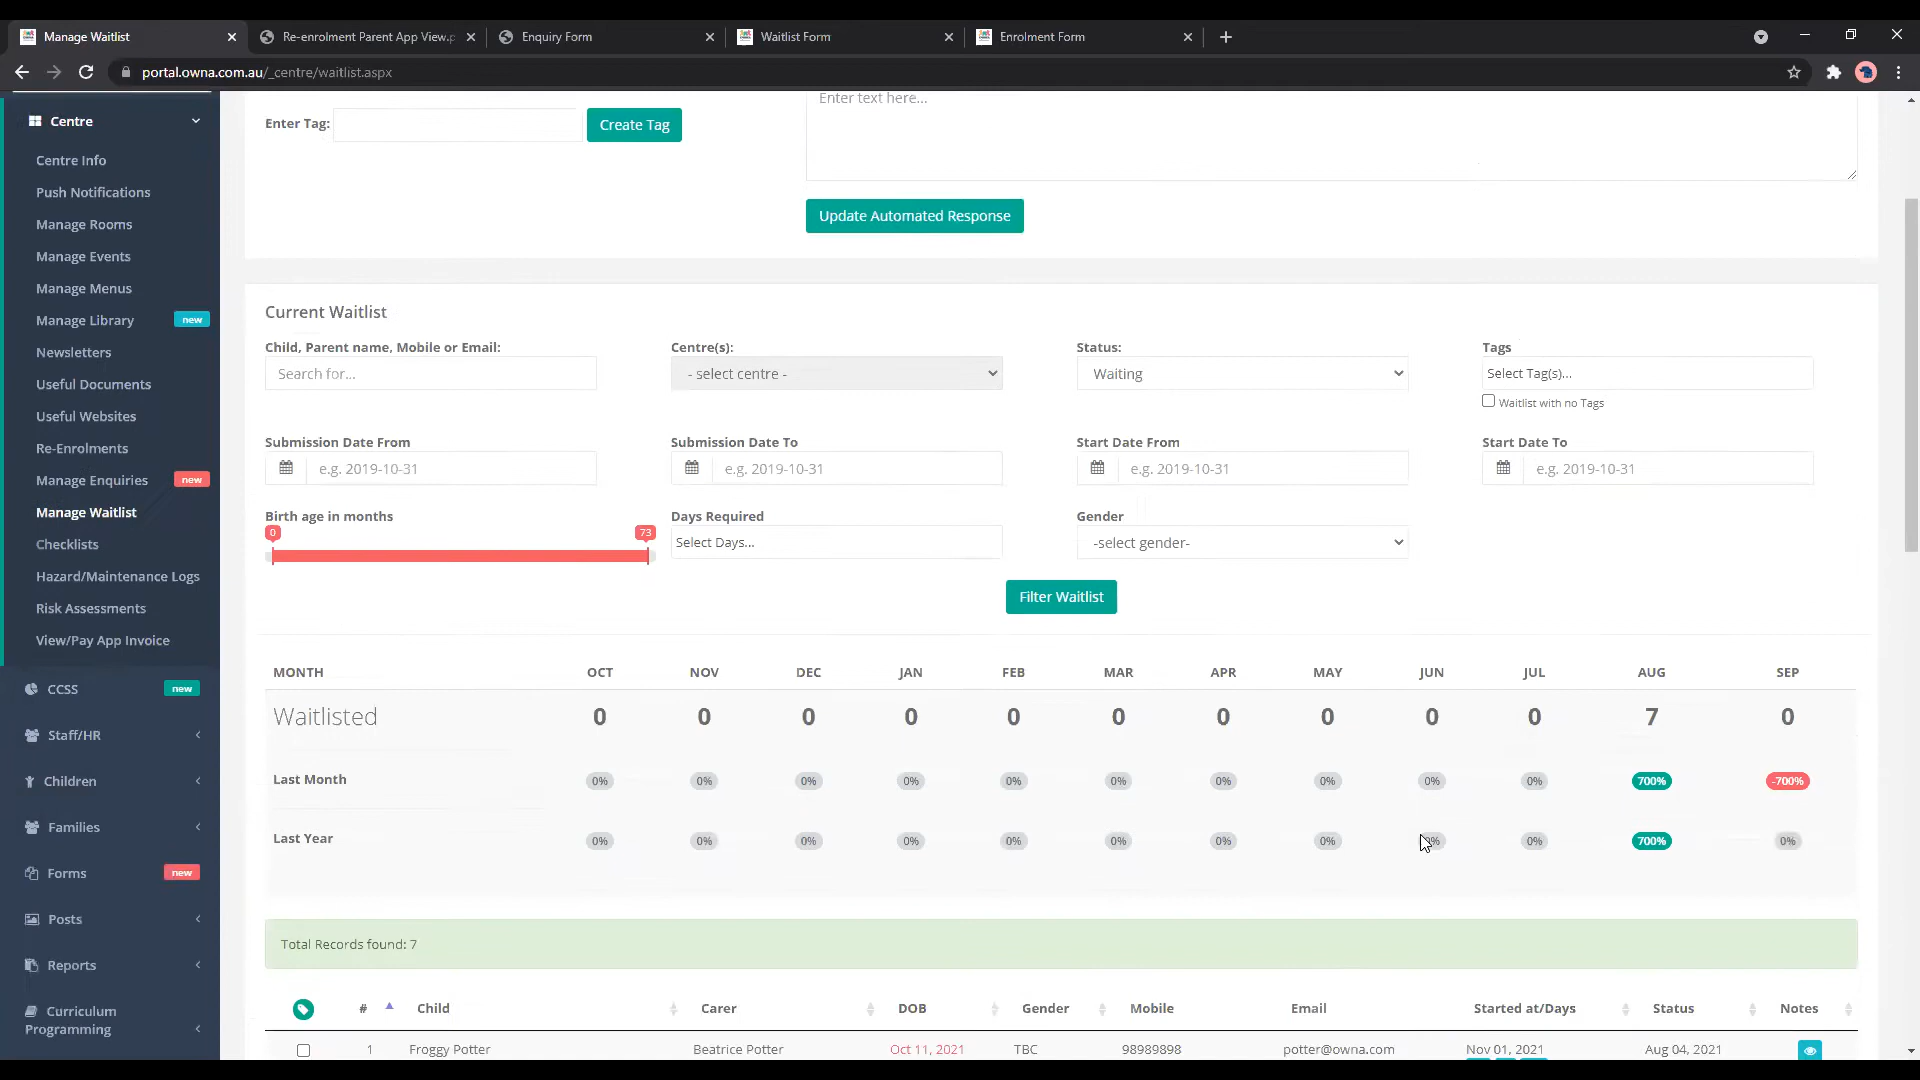 Manage Waitlist
Re-enrolment Parent App View.p
Enquiry Form
Waitlist Form
Enrolment Form
portal.owna.com.au/_centre/waitlist.aspx
Centre
Centre Info
Push Notifications
Manage Rooms
Manage Events
Manage Menus
Manage Library new
Newsletters
Useful Documents
Useful Websites
Re-Enrolments
Manage Enquiries new
Manage Waitlist
Checklists
Hazard/Maintenance Logs
Risk Assessments
View/Pay App Invoice
CCSS new
Staff/HR
Children
Families
Forms new
Posts
Reports
Curriculum
Programming
Enter text here...
Enter Tag: Create Tag
Update Automated Response
Current Waitlist
Child, Parent name, Mobile or Email: Centre(s): Status: Tags
Search for... - select centre - Waiting Select Tag(s)...
Waitlist with no Tags
Submission Date From Submission Date To Start Date From Start Date To
e.g. 2019-10-31 e.g. 2019-10-31 e.g. 2019-10-31 e.g. 2019-10-31
Birth age in months Days Required Gender
0 73
Select Days... -select gender-
Filter Waitlist
MONTH OCT NOV DEC JAN FEB MAR APR MAY JUN JUL AUG SEP
Waitlisted 0 0 0 0 0 0 0 0 0 0 7 0
Last Month 0% 0% 0% 0% 0% 0% 0% 0% 0% 0% 700% -700%
Last Year 0% 0% 0% 0% 0% 0% 0% 0% 0% 0% 700% 0%
Total Records found: 7
# Child Carer DOB Gender Mobile Email Started at/Days Status Notes
1 Froggy Potter Beatrice Potter Oct 11, 2021 TBC 98989898 potter@owna.com Nov 01, 2021 Aug 04, 2021